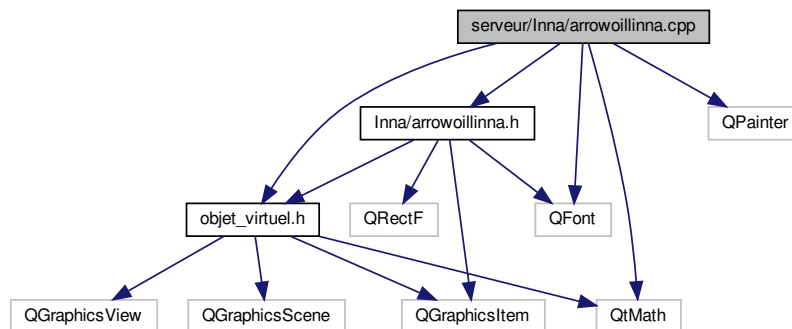 serveur/Inna/arrowoillinna.cpp
Inna/arrowoillinna.h
QPainter
objet_virtuel.h
QRectF
QFont
QGraphicsView
QGraphicsScene
QGraphicsItem
QtMath